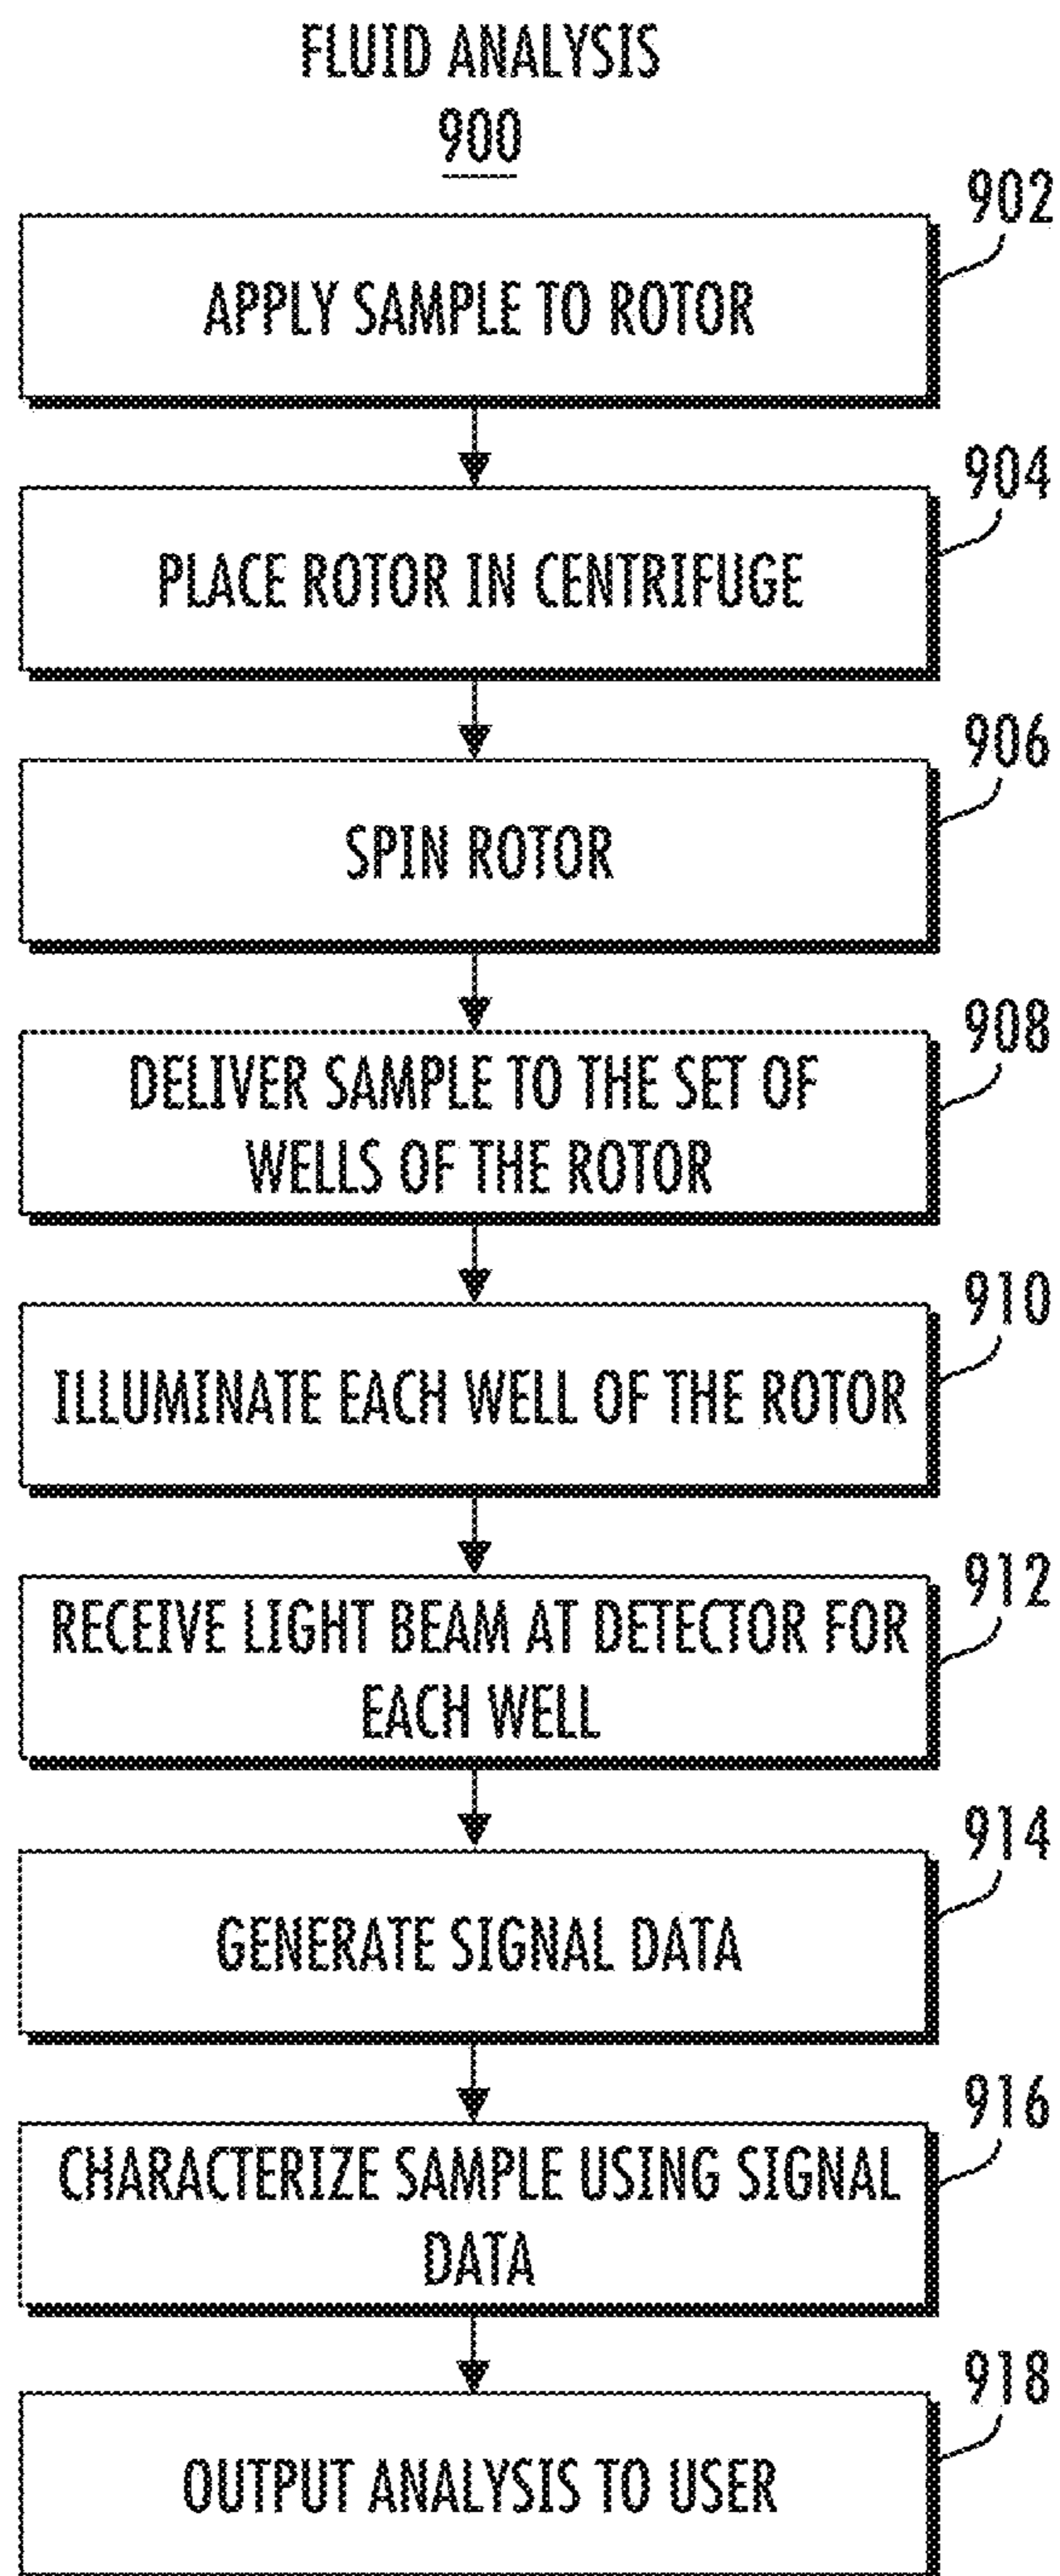 FLUID ANALYSIS
900
902
APPLY SAMPLE TO ROTOR
904
PLACE ROTOR IN CENTRIFUGE
906
SPIN ROTOR
908
DELIVER SAMPLE TO THE SET OF
WELLS OF THE ROTOR
910
ILLUMINATE EACH WELL OF THE ROTOR
912
RECEIVE LIGHT BEAM AT DETECTOR FOR
EACH WELL
914
GENERATE SIGNAL DATA
916
CHARACTERIZE SAMPLE USING SIGNAL
DATA
918
OUTPUT ANALYSIS TO USER